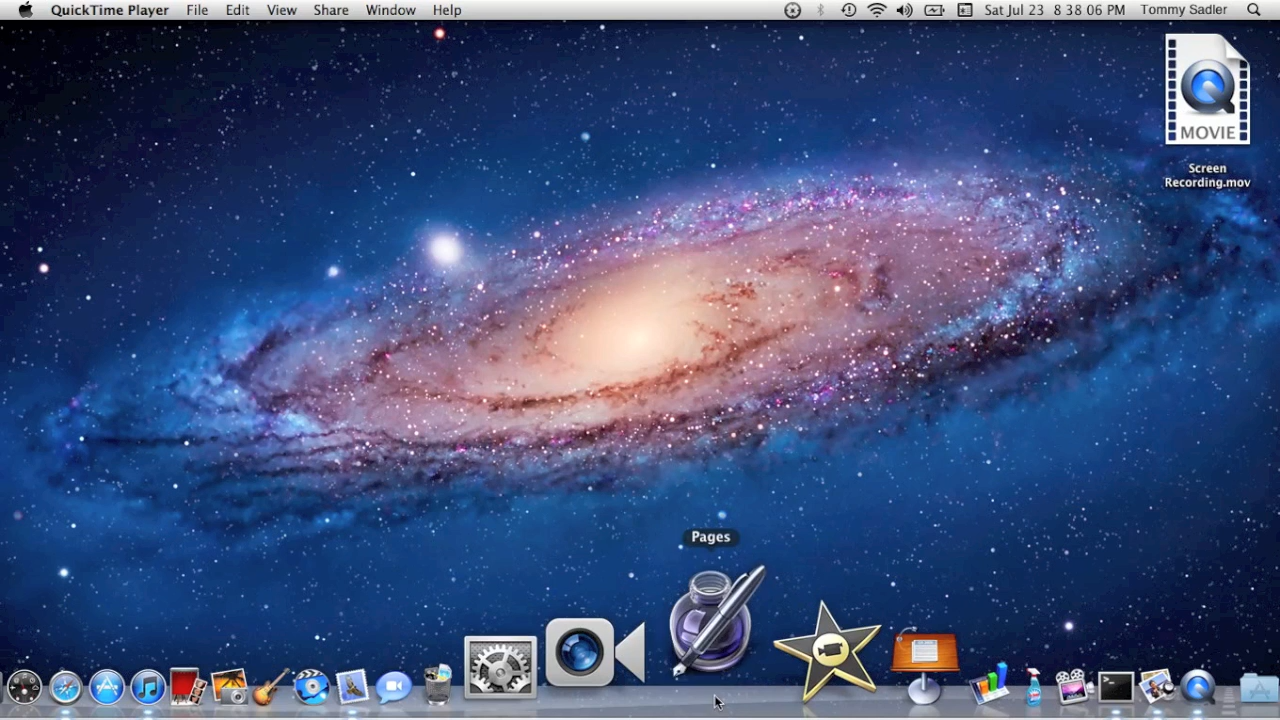 QuickTime Player File Edit View Share Window Help Sat Jul 23 8 38 06 PM Tommy Sadler
MOVIE
Screen
Recording.mov
Pages